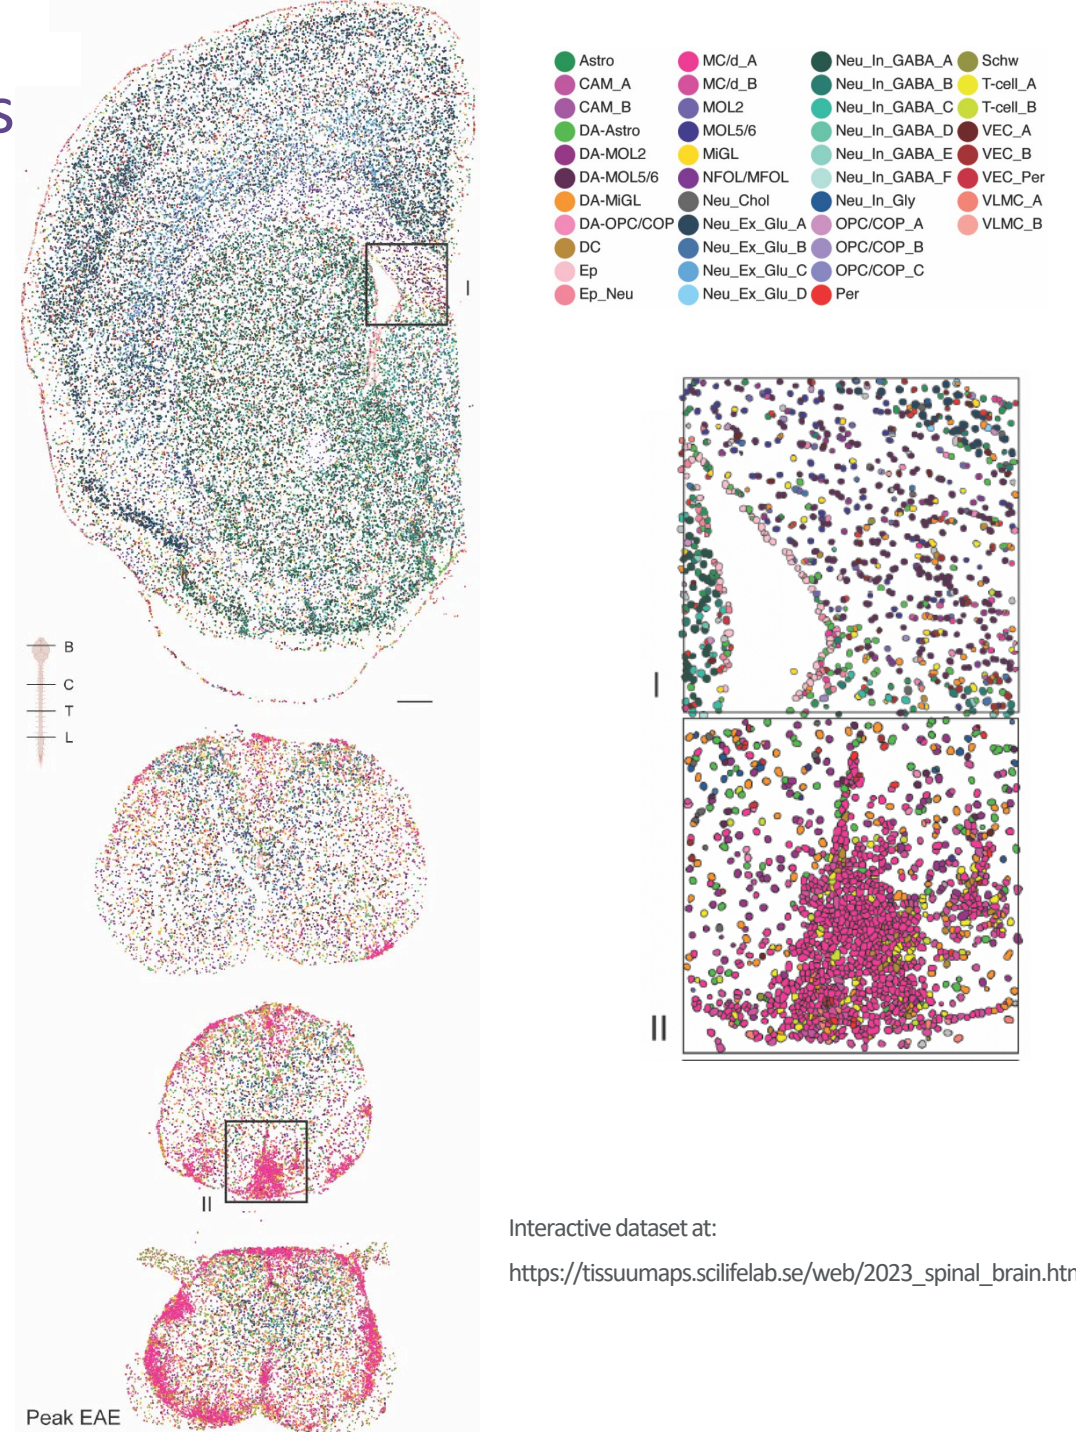 s
Astro
CAM_A
CAM_B
DA-Astro
DA-MOL2
DA-MOL5/6
DA-MiGL
DA-OPC/COP
DC
Ep
Ep_Neu
MC/d_A
MC/d_B
MOL2
MOL5/6
MiGL
NFOL/MFOL
Neu_Chol
Neu_Ex_Glu_A
Neu_Ex_Glu_B
Neu_Ex_Glu_C
Neu_Ex_Glu_D
Neu_In_GABA_A
Neu_In_GABA_B
Neu_In_GABA_C
Neu_In_GABA_D
Neu_In_GABA_E
Neu_In_GABA_F
Neu_In_Gly
OPC/COP_A
OPC/COP_B
OPC/COP_C
Per
Schw
T-cell_A
T-cell_B
VEC_A
VEC_B
VEC_Per
VLMC_A
VLMC_B
I
B
C
T
L
II
Peak EAE
I
II
Interactive dataset at:
https://tissuumaps.scilifelab.se/web/2023_spinal_brain.htm